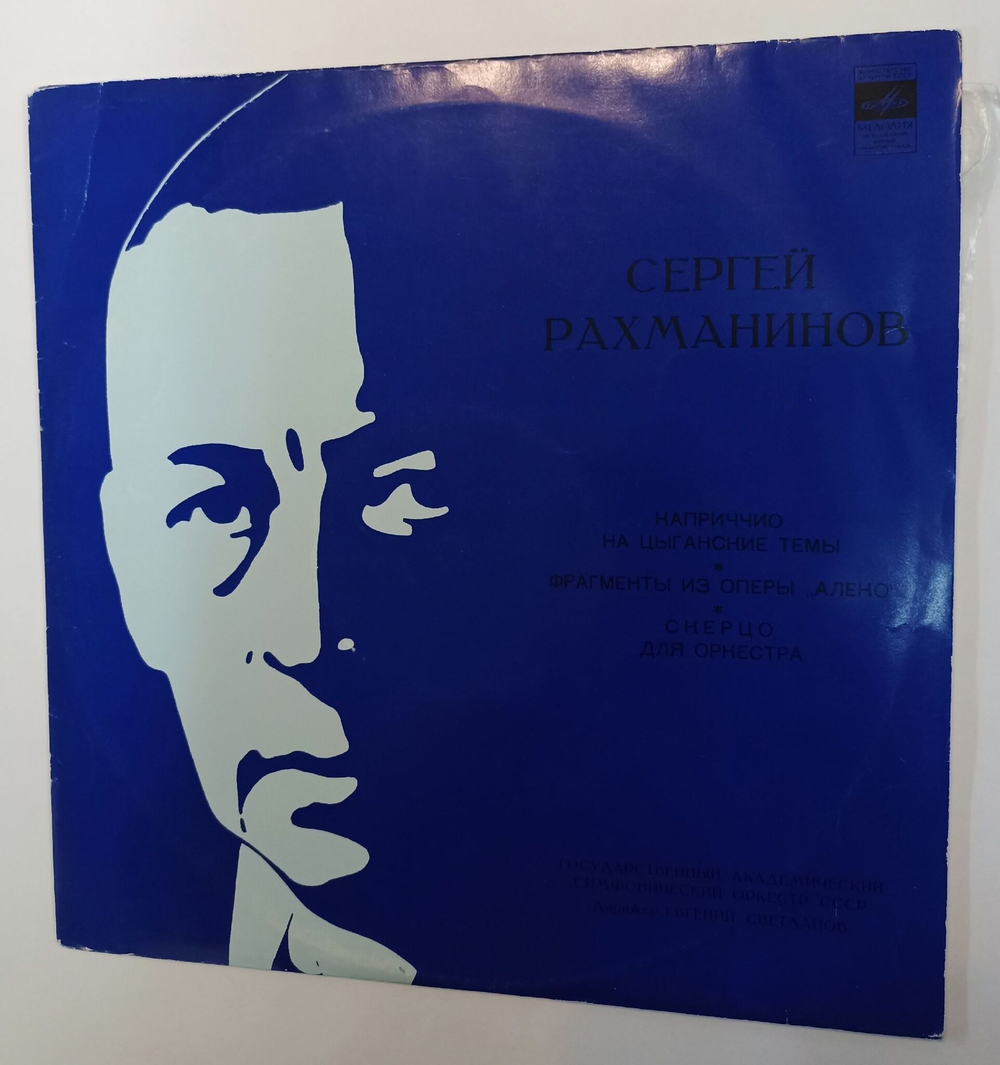 МЕЛОДИЯ
СЕРГЕЙ
РАХМАНИНОВ
КАПРИЧЧИО
НА ЦЫГАНСКИЕ ТЕМЫ
*
ФРАГМЕНТЫ ИЗ ОПЕРЫ „АЛЕКО“
*
СКЕРЦО
ДЛЯ ОРКЕСТРА
ГОСУДАРСТВЕННЫЙ АКАДЕМИЧЕСКИЙ
СИМФОНИЧЕСКИЙ ОРКЕСТР СССР
Дирижер ЕВГЕНИЙ СВЕТЛАНОВ